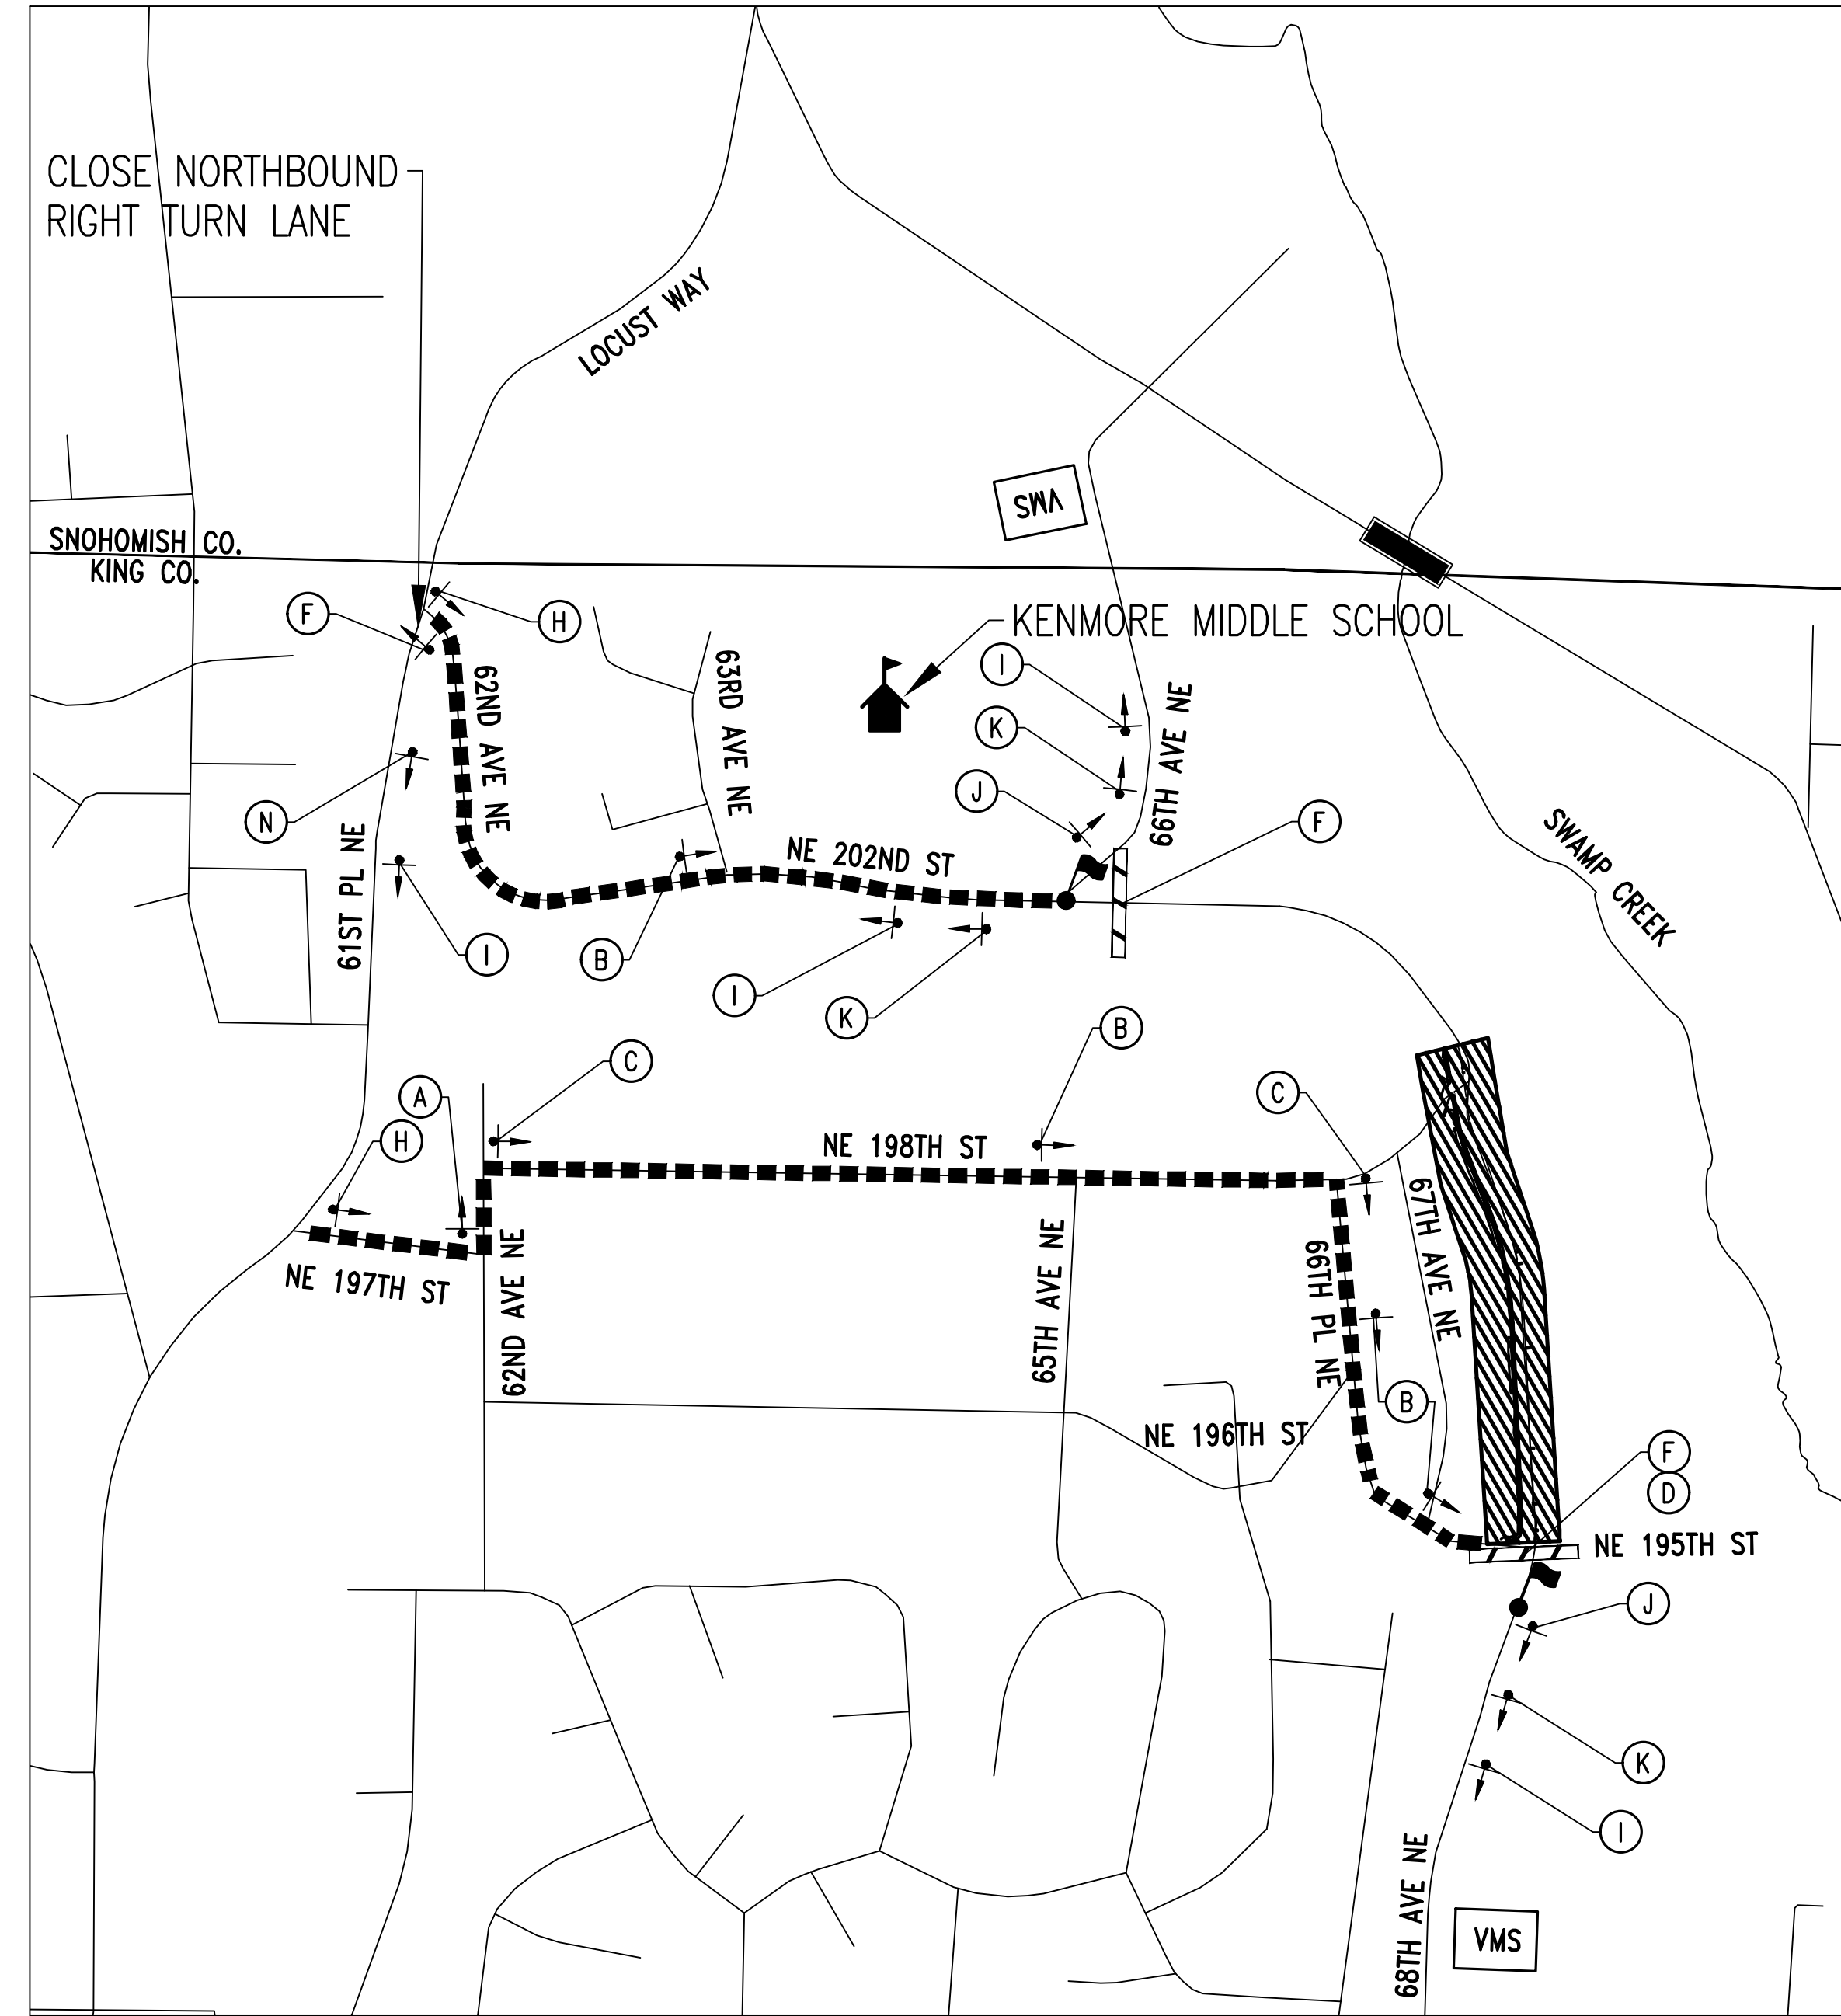 CLOSE NORTHBOUND
RIGHT TURN LANE
LOCUST WAY
VMS
SNOHOMISH CO.
KING CO.
F
H
KENMORE MIDDLE SCHOOL
I
K
J
62ND AVE NE
63RD AVE NE
66TH AVE NE
F
N
61ST PL NE
NE 202ND ST
SWAMP CREEK
I
B
I
K
B
C
A
H
C
NE 198TH ST
NE 197TH ST
62ND AVE NE
65TH AVE NE
66TH PL NE
67TH AVE NE
B
NE 196TH ST
F
D
NE 195TH ST
J
K
I
68TH AVE NE
VMS